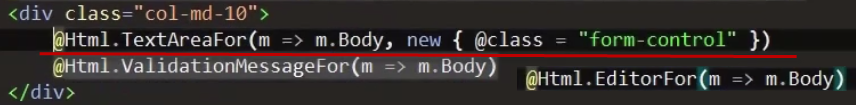 <div class="col-md-10">
@Html.TextAreaFor(m => m.Body, new { @class = "form-control" })
@Html.ValidationMessageFor(m => m.Body)
@Html.EditorFor(m => m.Body)
</div>